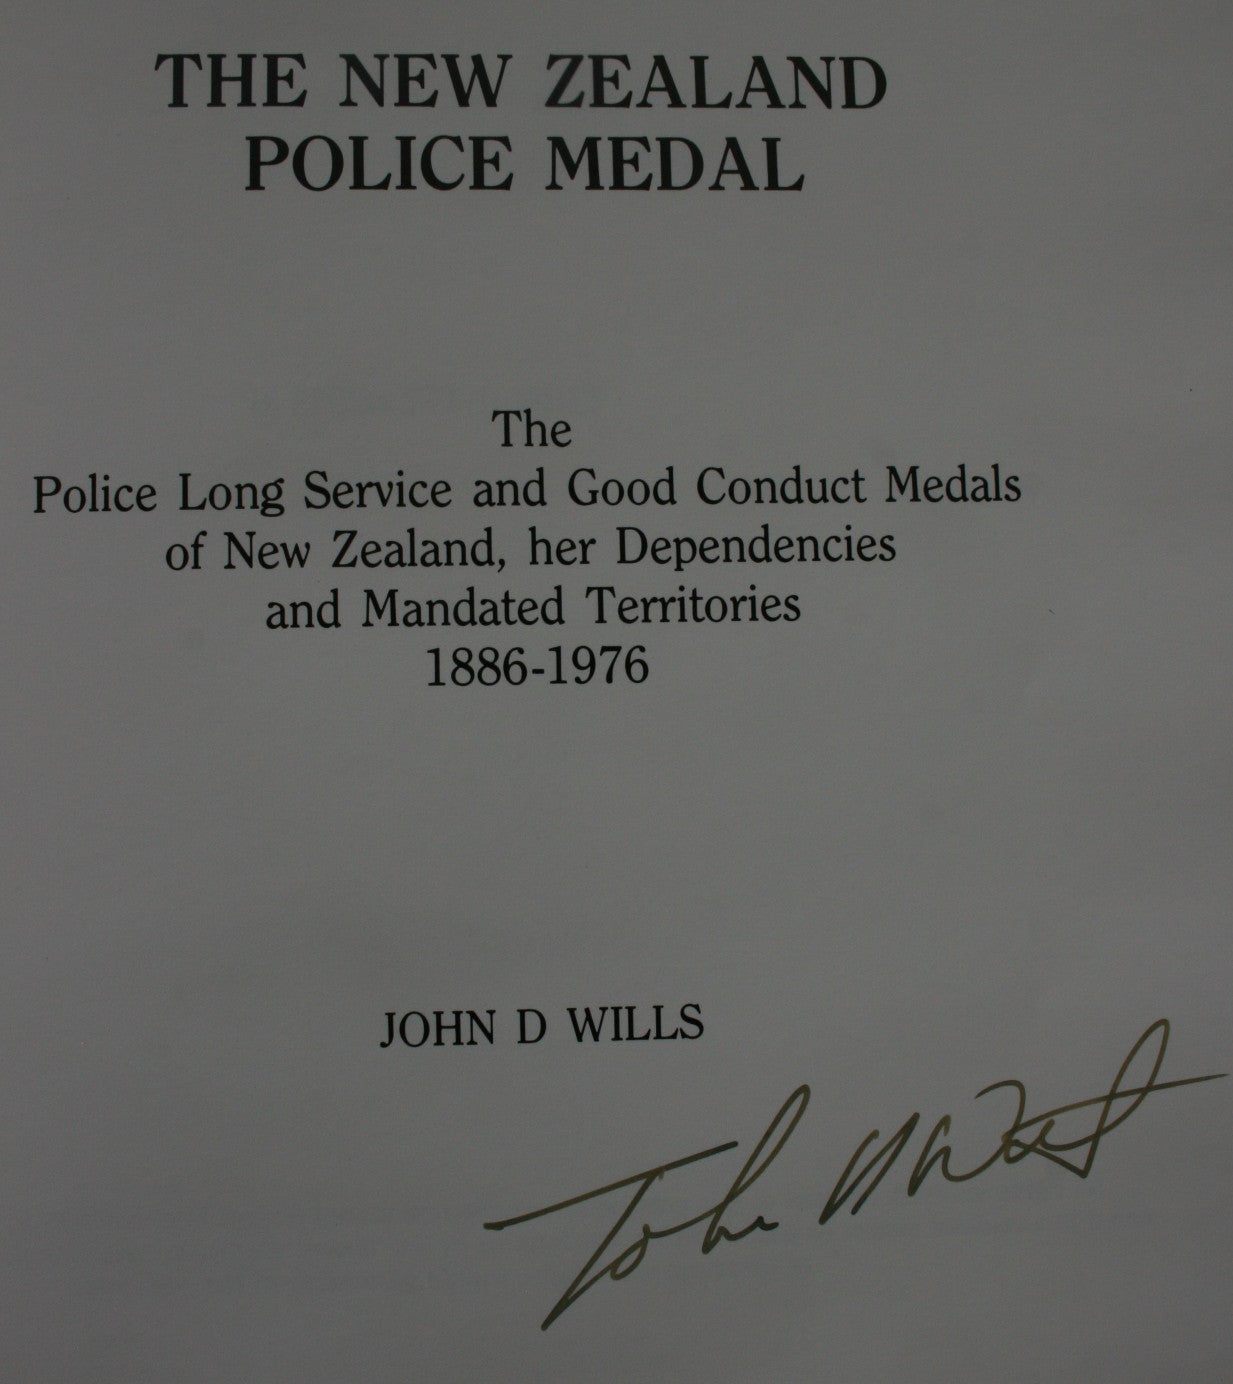 THE NEW ZEALAND
POLICE MEDAL
The
Police Long Service and Good Conduct Medals
of New Zealand, her Dependencies
and Mandated Territories
1886-1976
JOHN D WILLS
John